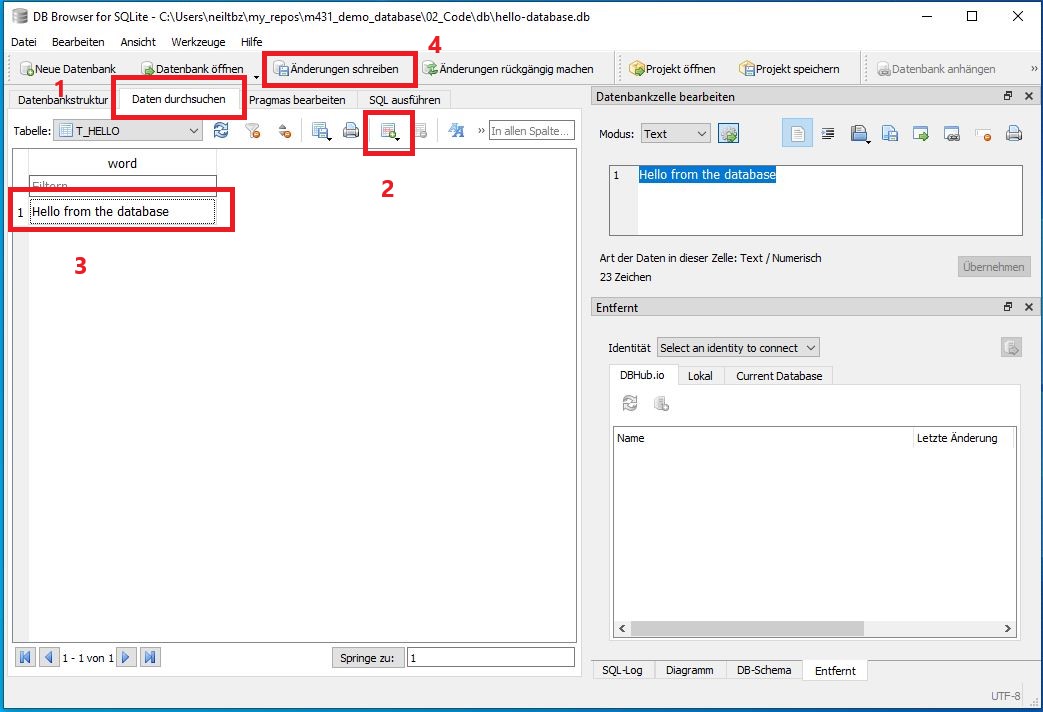 DB Browser for SQLite - C:\Users\neiltbz\my_repos\m431_demo_database\02_Code\db\hello-database.db
Datei Bearbeiten Ansicht Werkzeuge Hilfe
4
Neue Datenbank Datenbank öffnen Änderungen schreiben Änderungen rückgängig machen Projekt öffnen Projekt speichern Datenbank anhängen »
1
Datenbankstruktur Daten durchsuchen Pragmas bearbeiten SQL ausführen
Tabelle: T_HELLO » In allen Spalte...
2
word
Filtern
1 Hello from the database
3
1 - 1 von 1 Springe zu: 1
Datenbankzelle bearbeiten
Modus: Text
1 Hello from the database
Art der Daten in dieser Zelle: Text / Numerisch
23 Zeichen
Übernehmen
Entfernt
Identität Select an identity to connect
DBHub.io Lokal Current Database
Name Letzte Änderung
SQL-Log Diagramm DB-Schema Entfernt
UTF-8